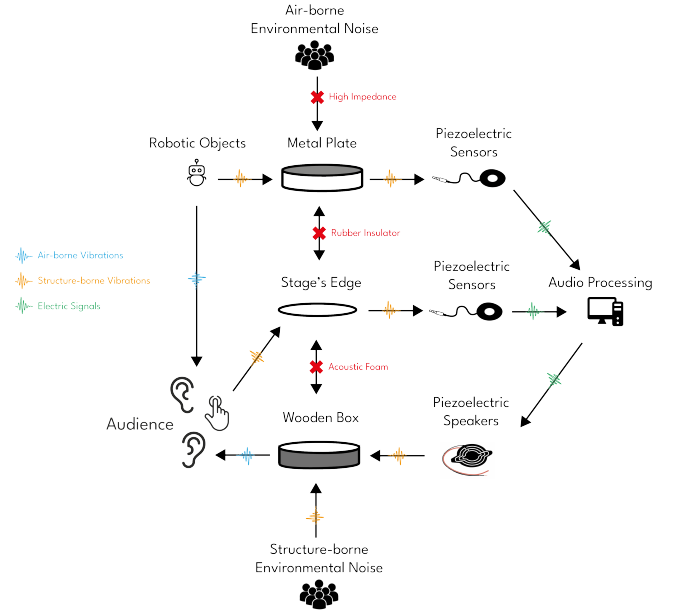 Air-borne
Environmental Noise
High Impedance
Robotic Objects
Metal Plate
Piezoelectric
Sensors
Rubber Insulator
Air-borne Vibrations
Structure-borne Vibrations
Electric Signals
Stage's Edge
Piezoelectric
Sensors
Audio Processing
Acoustic Foam
Audience
Wooden Box
Piezoelectric
Speakers
Structure-borne
Environmental Noise